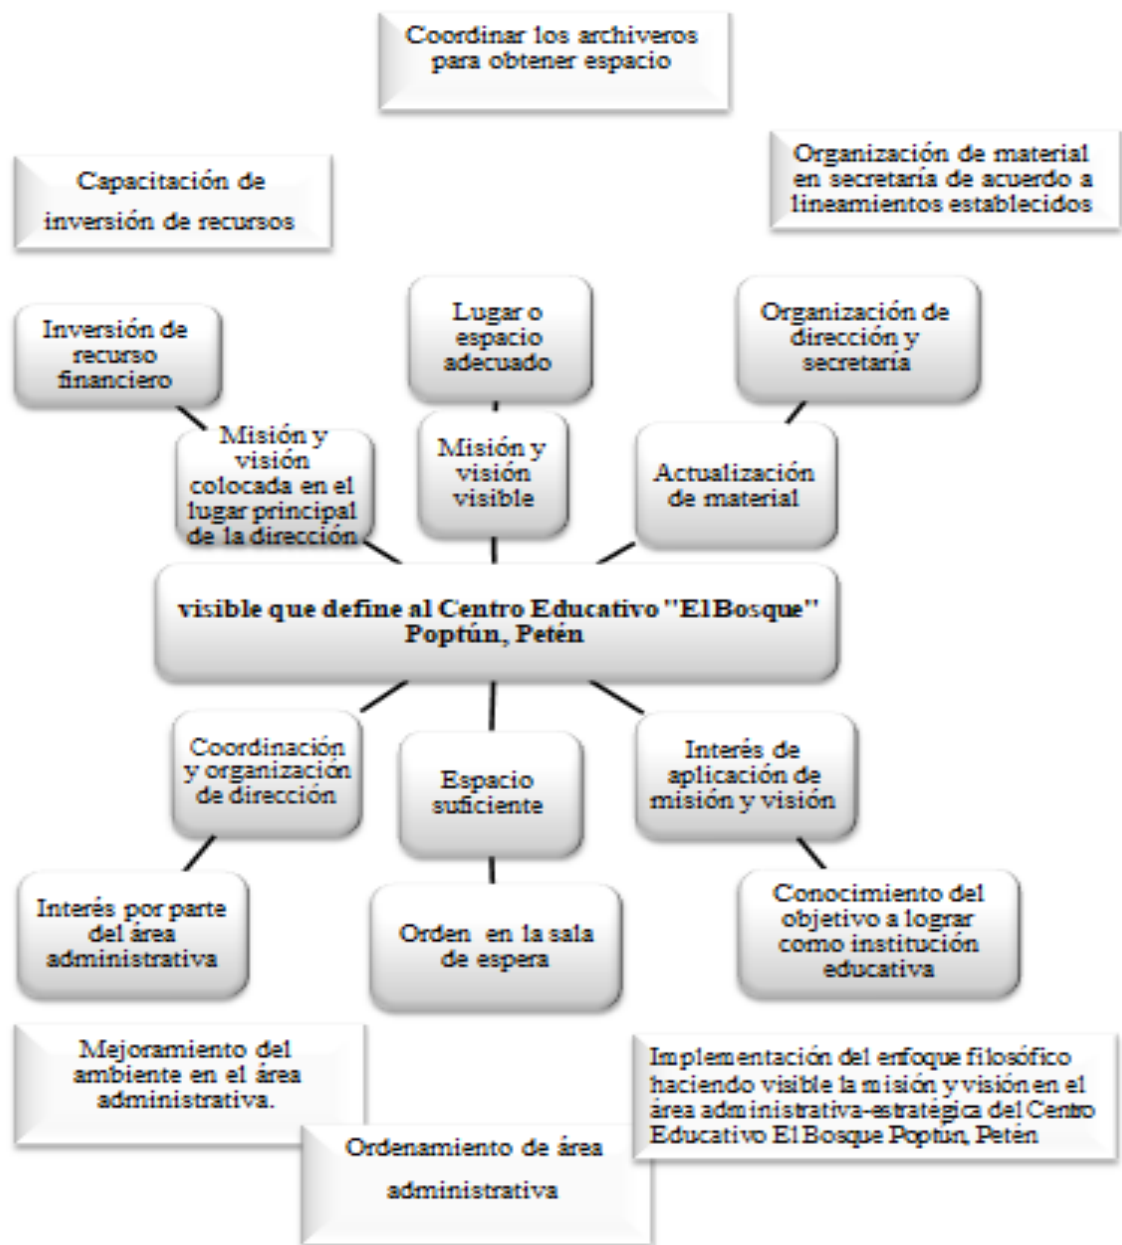 Coordinar los archiveros
para obtener espacio
Capacitación de
inversión de recursos
Organización de material
en secretaría de acuerdo a
lineamientos establecidos
Inversión de
recurso
financiero
Lugar o
espacio
adecuado
Organización de
dirección y
secretaría
Misión y
visión
colocada en el
lugar principal
de la dirección
Misión y
visión
visible
Actualización
de material
visible que define al Centro Educativo "El Bosque"
Poptún, Petén
Coordinación
y organización
de dirección
Espacio
suficiente
Interés de
aplicación de
misión y visión
Interés por parte
del área
administrativa
Orden en la sala
de espera
Conocimiento del
objetivo a lograr
como institución
educativa
Mejoramiento del
ambiente en el área
administrativa.
Ordenamiento de área
administrativa
Implementación del enfoque filosófico
haciendo visible la misión y visión en el
área administrativa-estratégica del Centro
Educativo El Bosque Poptún, Petén